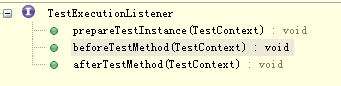 TestExecutionListener
prepareTestInstance(TestContext) : void
beforeTestMethod(TestContext) : void
afterTestMethod(TestContext) : void